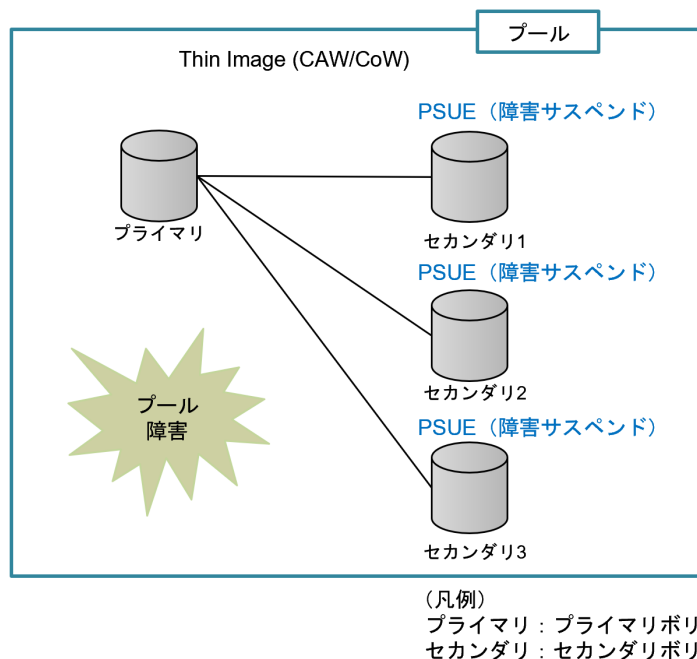 プール
Thin Image (CAW/CoW)
PSUE（障害サスペンド）
プライマリ
セカンダリ1
PSUE（障害サスペンド）
セカンダリ2
プール
障害
PSUE（障害サスペンド）
セカンダリ3
（凡例）
プライマリ：プライマリボリ
セカンダリ：セカンダリボリ